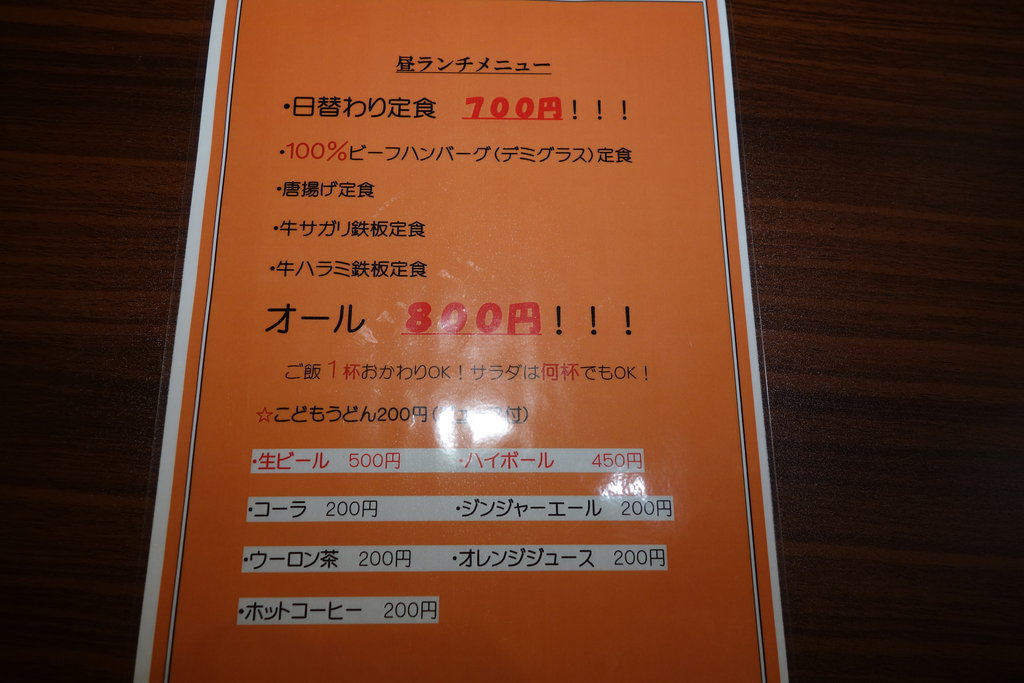 昼ランチメニュー
・日替わり定食 700円！！！
・100%ビーフハンバーグ(デミグラス)定食
・唐揚げ定食
・牛サガリ鉄板定食
・牛ハラミ鉄板定食
オール 800円！！！
ご飯1杯おかわりOK！サラダは何杯でもOK！
☆こどもうどん200円( 付)
・生ビール 500円 ・ハイボール 450円
・コーラ 200円 ・ジンジャーエール 200円
・ウーロン茶 200円 ・オレンジジュース 200円
・ホットコーヒー 200円